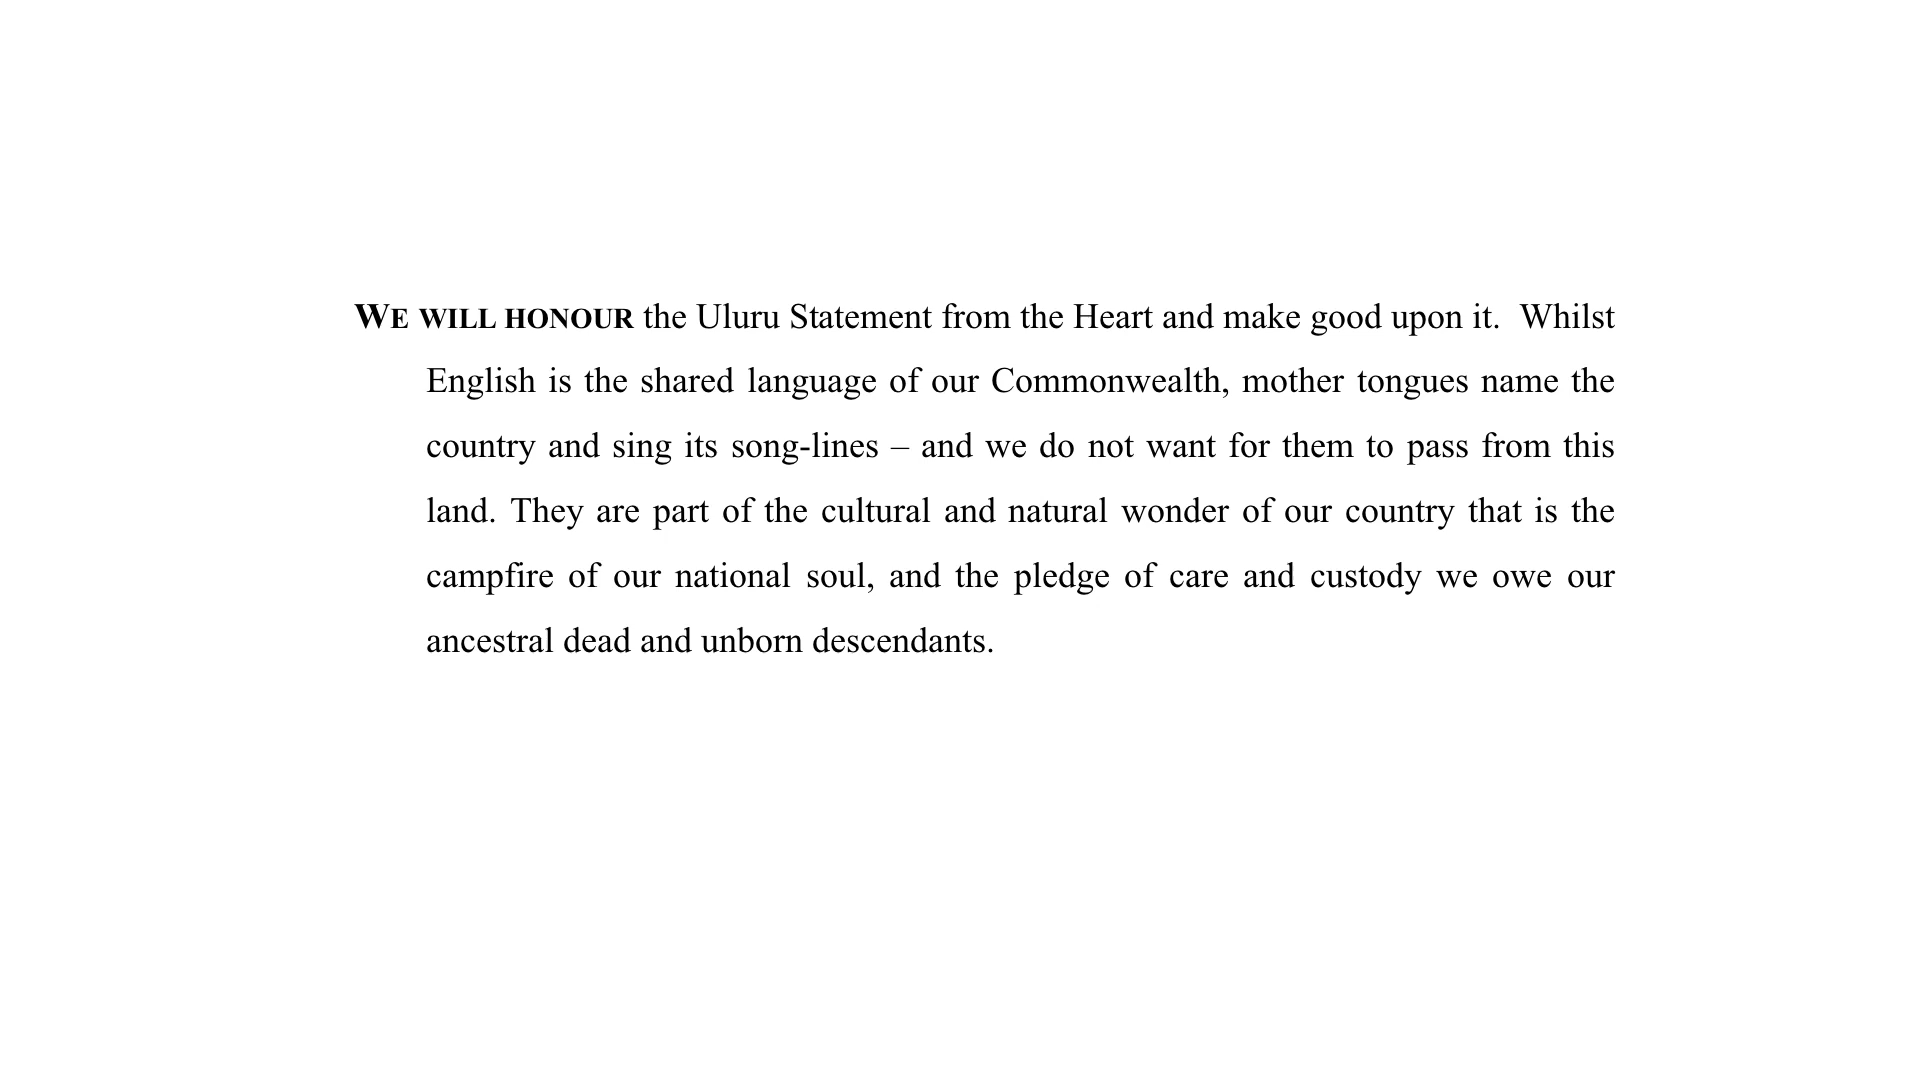 WE WILL HONOUR the Uluru Statement from the Heart and make good upon it.  Whilst
English is the shared language of our Commonwealth, mother tongues name the
country and sing its song-lines – and we do not want for them to pass from this
land. They are part of the cultural and natural wonder of our country that is the
campfire of our national soul, and the pledge of care and custody we owe our
ancestral dead and unborn descendants.